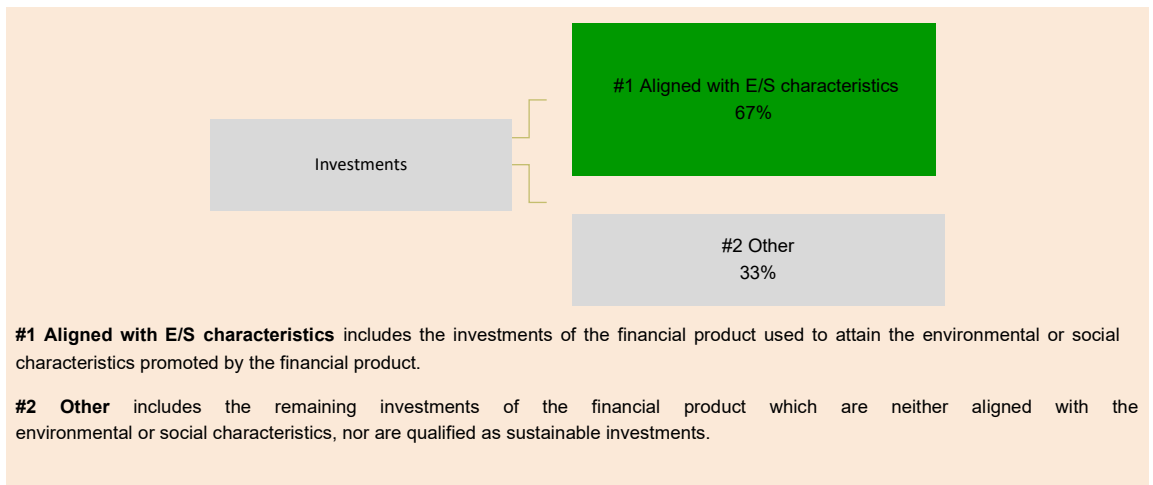 #1 Aligned with E/S characteristics
67%
Investments
#2 Other
33%
#1 Aligned with E/S characteristics includes the investments of the financial product used to attain the environmental or social
characteristics promoted by the financial product.
#2 Other includes the remaining investments of the financial product which are neither aligned with the
environmental or social characteristics, nor are qualified as sustainable investments.